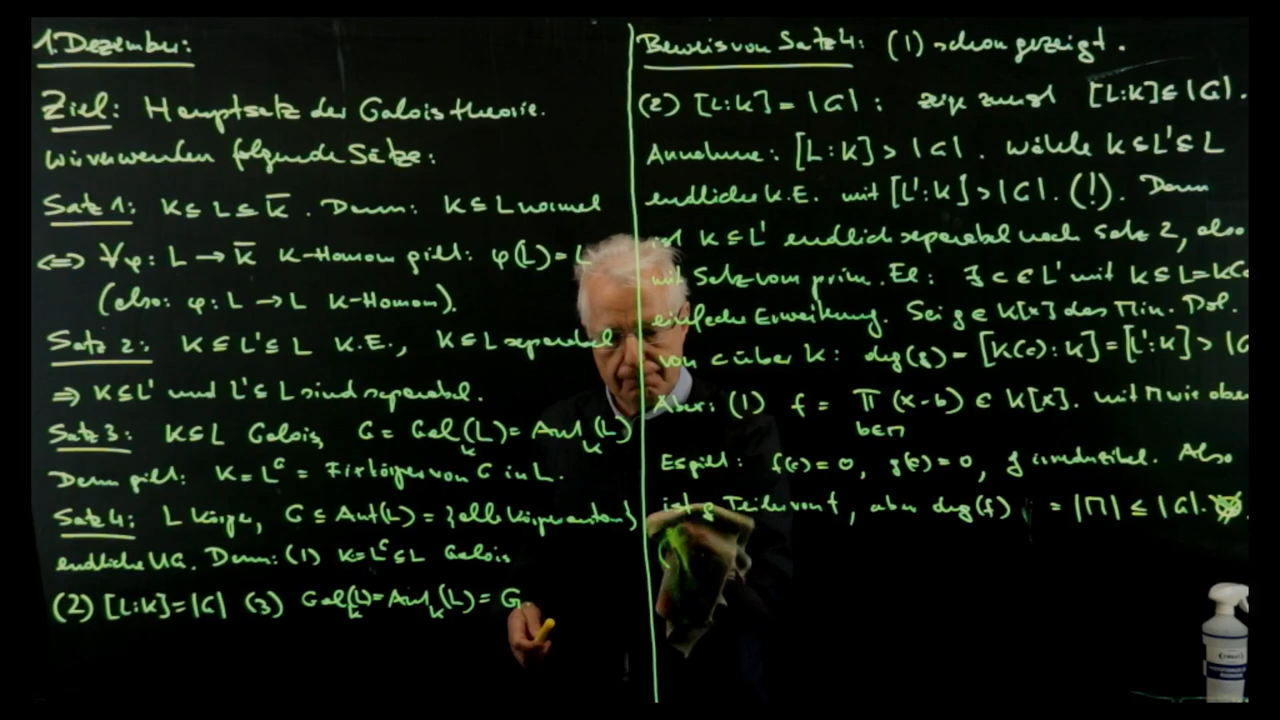 1. Dezember:
Ziel: Hauptsatz der Galoistheorie.
Wir verwenden folgende Sätze:
Satz 1: K ⊆ L ⊆ K̄. Dann: K ⊆ L normal
⟺ ∀φ: L → K̄ K-Homom gilt: φ(L) = L
(also: φ: L → L K-Homom).
Satz 2: K ⊆ L' ⊆ L K.E., K ⊆ L separabel
⇒ K ⊆ L' und L' ⊆ L sind separabel.
Satz 3: K ⊆ L Galois, G = Gal_K(L) = Aut_K(L)
Dann gilt: K = L^G = Fixkörper von G in L.
Satz 4: L Körper, G ⊆ Aut(L) = {alle Körperautom}
endliche UG. Dann: (1) K = L^G ⊆ L Galois
(2) [L:K] = |G| (3) Gal_K(L) = Aut_K(L) = G
Beweis von Satz 4: (1) schon gezeigt.
(2) [L:K] = |G|: zeige zunächst [L:K] ≤ |G|.
Annahme: [L:K] > |G|. Wähle K ⊆ L' ⊆ L
endliche K.E. mit [L':K] > |G|. (!). Dann
ist K ⊆ L' endlich separabel nach Satz 2, also
mit Satz vom prim. El: ∃ c ∈ L' mit K ⊆ L = K(c
einfache Erweiterung. Sei g ∈ K[x] das Min. Pol.
von c über K: deg(g) = [K(c):K] = [L':K] > |G
Aber: (1) f = ∏ (x-b) ∈ K[x]. mit M wie oben
b∈M
Es gilt: f(c) = 0, g(c) = 0, g irreduzibel. Also
ist g Teiler von f, aber deg(f) = |M| ≤ |G|.